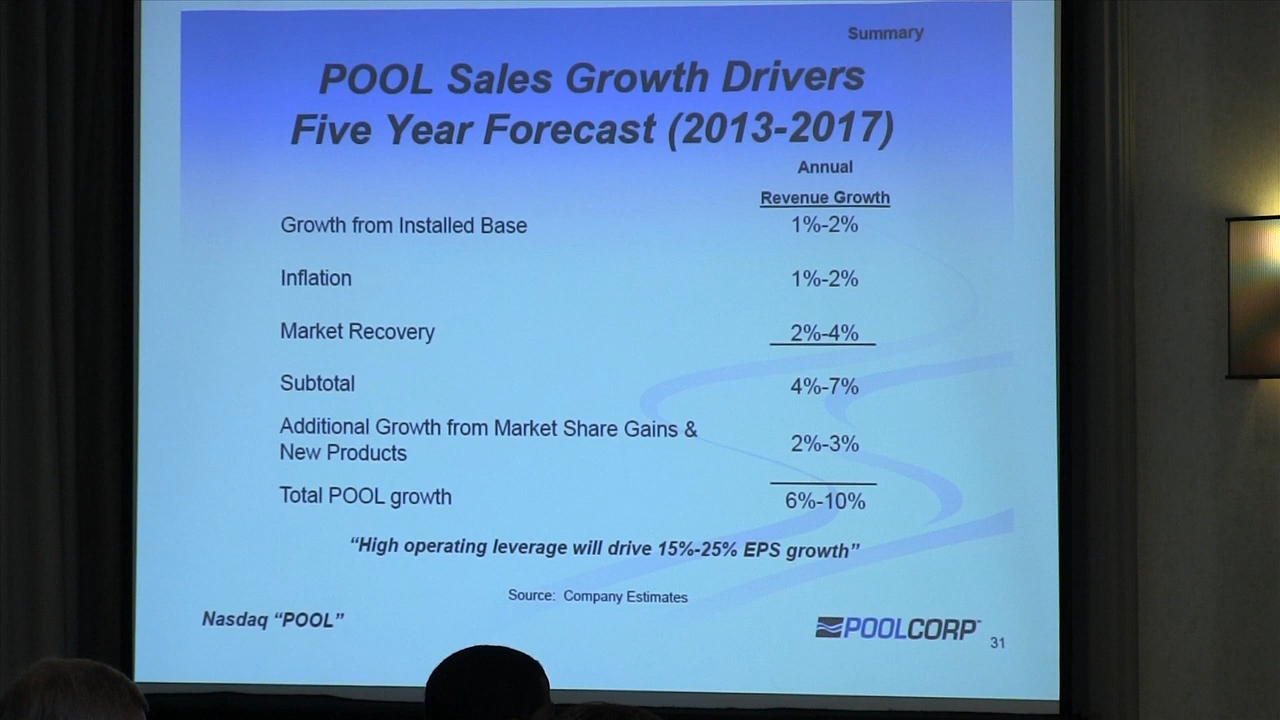 Summary
POOL Sales Growth Drivers
Five Year Forecast (2013-2017)
Annual
Revenue Growth
Growth from Installed Base 1%-2%
Inflation 1%-2%
Market Recovery 2%-4%
Subtotal 4%-7%
Additional Growth from Market Share Gains &
New Products 2%-3%
Total POOL growth 6%-10%
“High operating leverage will drive 15%-25% EPS growth”
Source: Company Estimates
Nasdaq “POOL”
POOLCORP
31